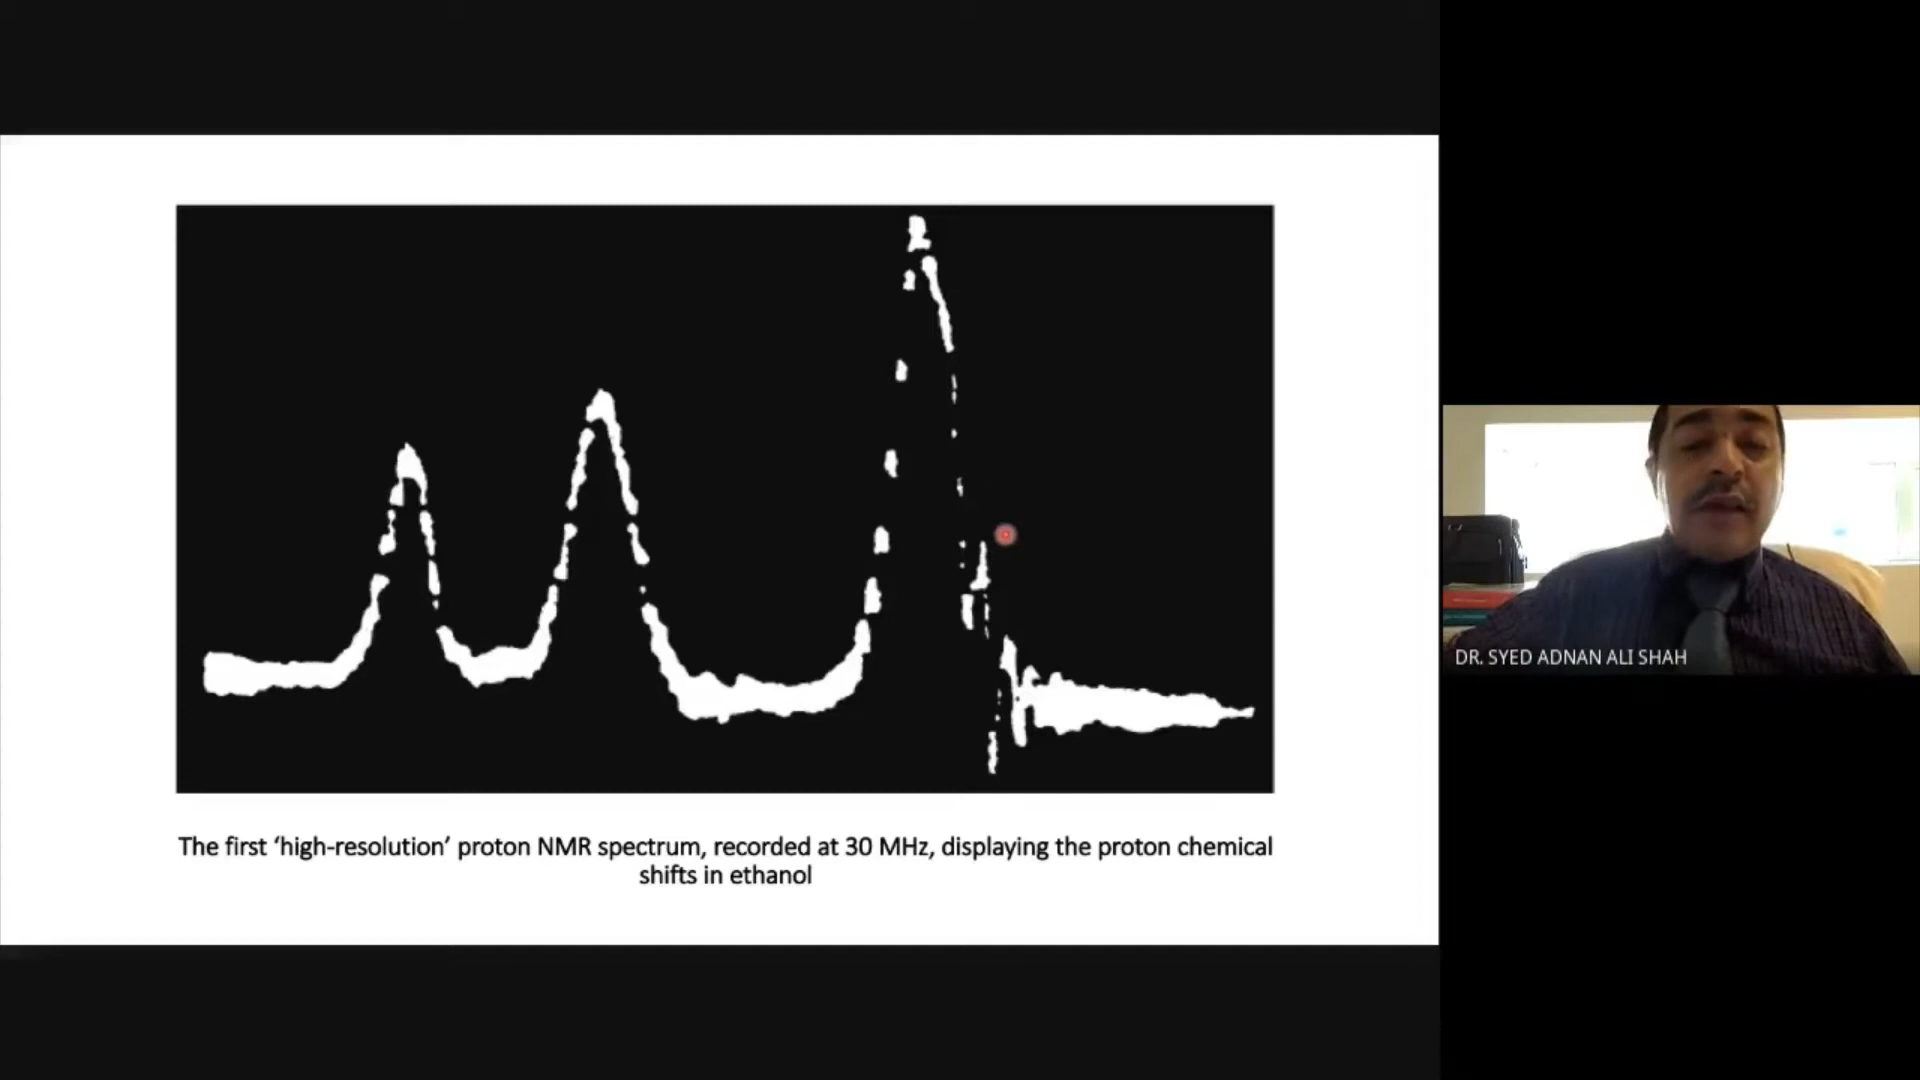 The first ‘high-resolution’ proton NMR spectrum, recorded at 30 MHz, displaying the proton chemical
shifts in ethanol
DR. SYED ADNAN ALI SHAH